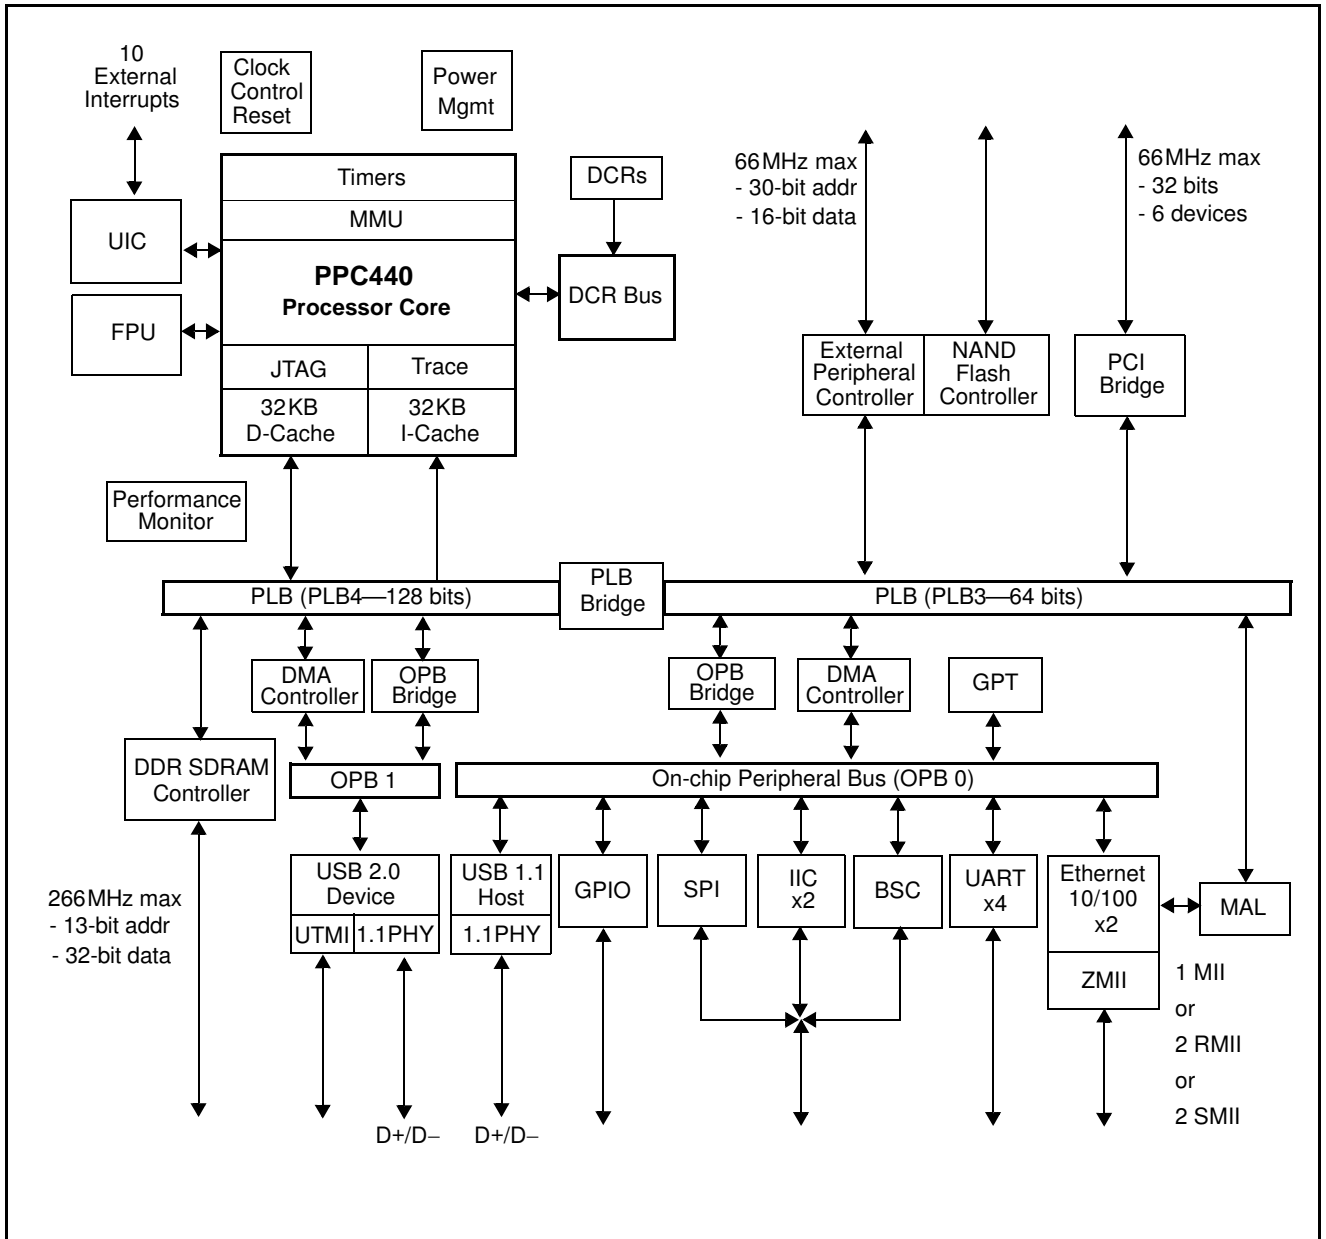 10
External
Interrupts
Clock
Control
Reset
Power
Mgmt
Timers
MMU
PPC440
Processor Core
JTAG
Trace
32KB
D-Cache
32KB
I-Cache
UIC
FPU
DCRs
DCR Bus
66MHz max
- 30-bit addr
- 16-bit data
66MHz max
- 32 bits
- 6 devices
External
Peripheral
Controller
NAND
Flash
Controller
PCI
Bridge
Performance
Monitor
PLB (PLB4—128 bits)
PLB
Bridge
PLB (PLB3—64 bits)
DMA
Controller
OPB
Bridge
OPB
Bridge
DMA
Controller
GPT
DDR SDRAM
Controller
OPB 1
On-chip Peripheral Bus (OPB 0)
USB 2.0
Device
UTMI
1.1PHY
USB 1.1
Host
1.1PHY
GPIO
SPI
IIC
x2
BSC
UART
x4
Ethernet
10/100
x2
ZMII
MAL
266MHz max
- 13-bit addr
- 32-bit data
1 MII
or
2 RMII
or
2 SMII
D+/D–
D+/D–